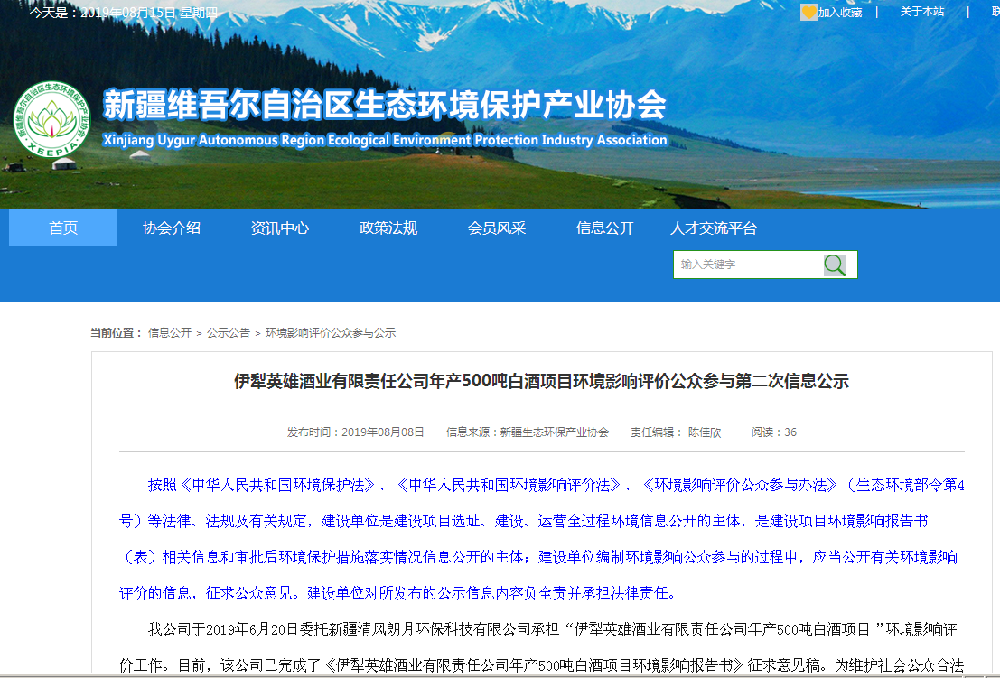 今天是：2019年08月15日 星期四
加入收藏 | 关于本站 | 联
新疆维吾尔自治区生态环境保护产业协会
Xinjiang Uygur Autonomous Region Ecological Environment Protection Industry Association
新疆维吾尔自治区生态环境保护产业协会
XEEPIA
首页 协会介绍 资讯中心 政策法规 会员风采 信息公开 人才交流平台
输入关键字
当前位置： 信息公开 > 公示公告 > 环境影响评价公众参与公示
伊犁英雄酒业有限责任公司年产500吨白酒项目环境影响评价公众参与第二次信息公示
发布时间：2019年08月08日 信息来源：新疆生态环保产业协会 责任编辑： 陈佳欣 阅读：36
按照《中华人民共和国环境保护法》、《中华人民共和国环境影响评价法》、《环境影响评价公众参与办法》（生态环境部令第4
号）等法律、法规及有关规定，建设单位是建设项目选址、建设、运营全过程环境信息公开的主体，是建设项目环境影响报告书
（表）相关信息和审批后环境保护措施落实情况信息公开的主体；建设单位编制环境影响公众参与的过程中，应当公开有关环境影响
评价的信息，征求公众意见。建设单位对所发布的公示信息内容负全责并承担法律责任。
我公司于2019年6月20日委托新疆清风朗月环保科技有限公司承担“伊犁英雄酒业有限责任公司年产500吨白酒项目 ”环境影响评
价工作。目前，该公司已完成了《伊犁英雄酒业有限责任公司年产500吨白酒项目环境影响报告书》征求意见稿。为维护社会公众合法